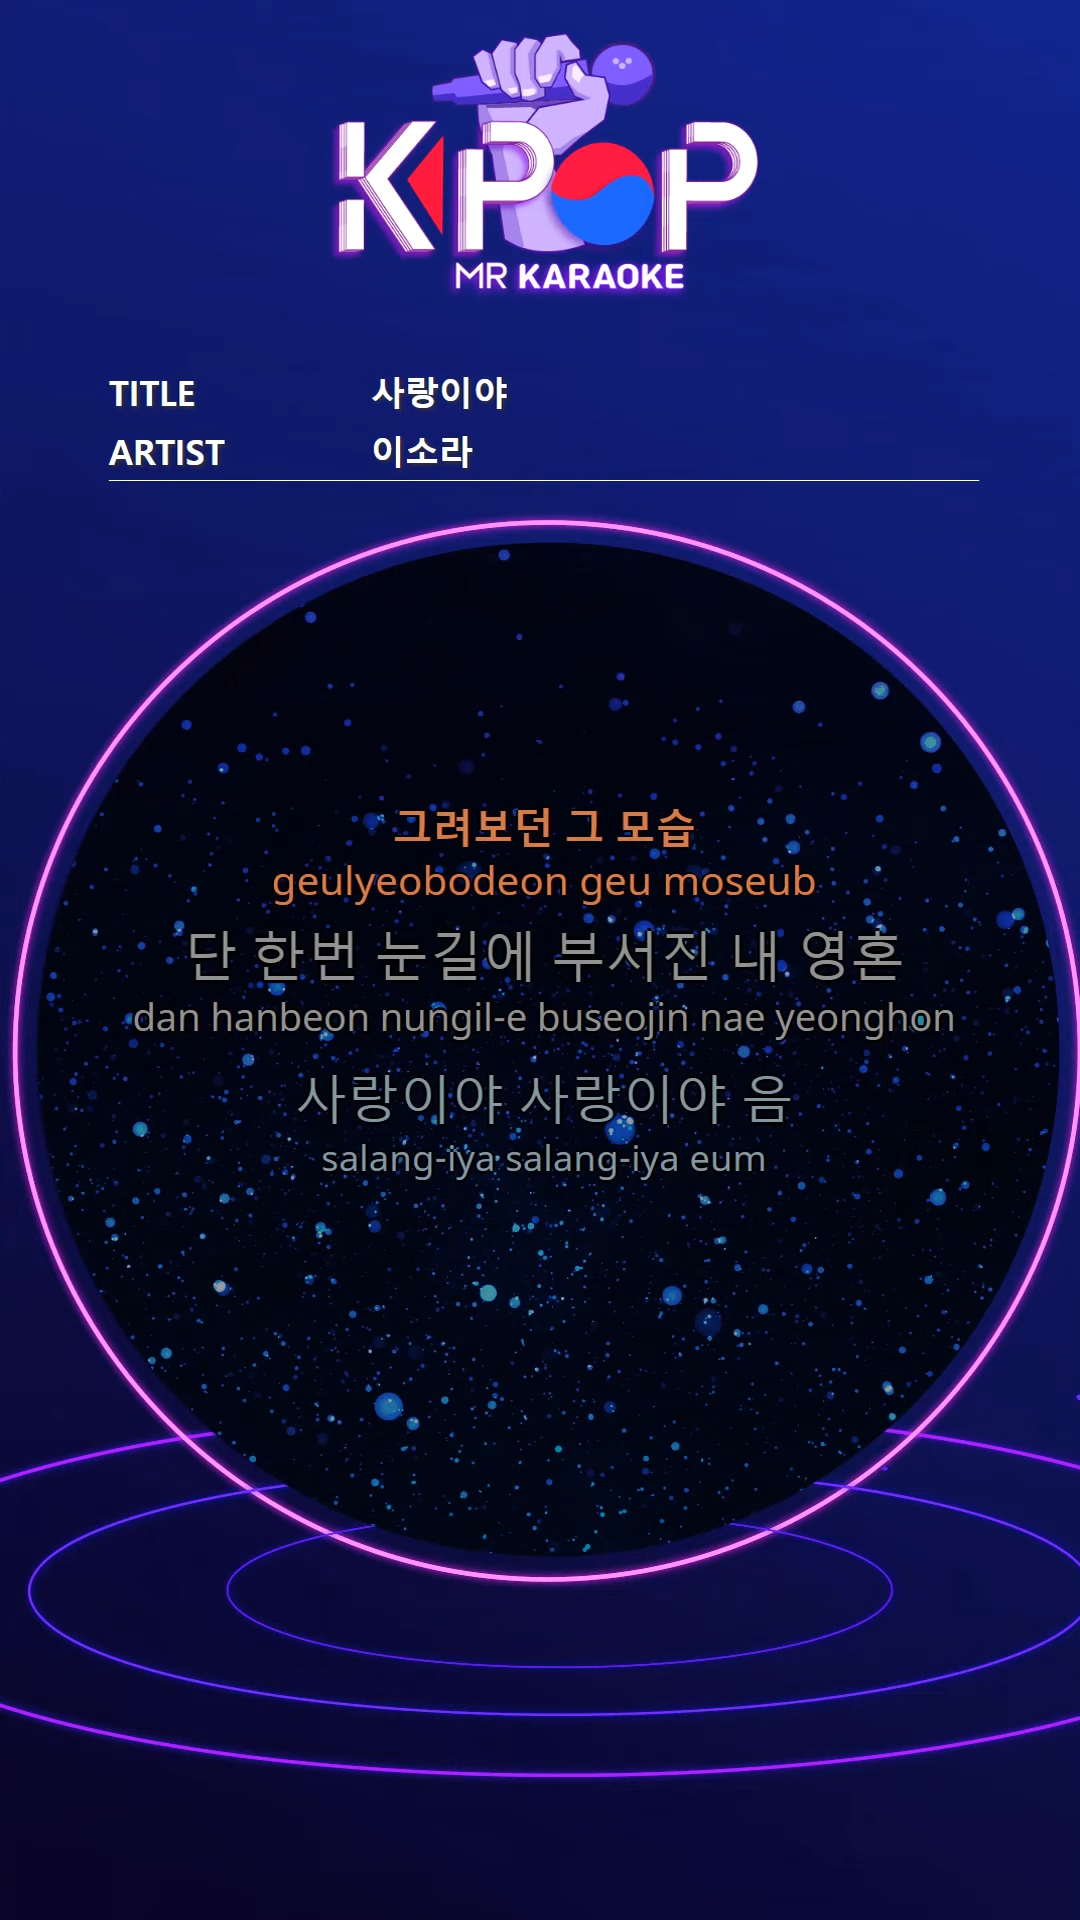 KPOP
MR KARAOKE
TITLE 사랑이야
ARTIST 이소라
그려보던 그 모습
geulyeobodeon geu moseub
단 한번 눈길에 부서진 내 영혼
dan hanbeon nungil-e buseojin nae yeonghon
사랑이야 사랑이야 음
salang-iya salang-iya eum